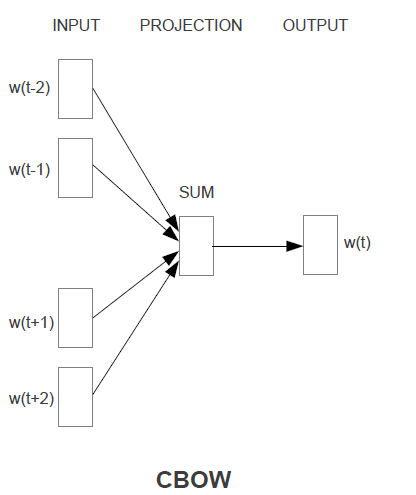 INPUT PROJECTION OUTPUT
w(t-2)
w(t-1)
SUM
w(t)
w(t+1)
w(t+2)
CBOW